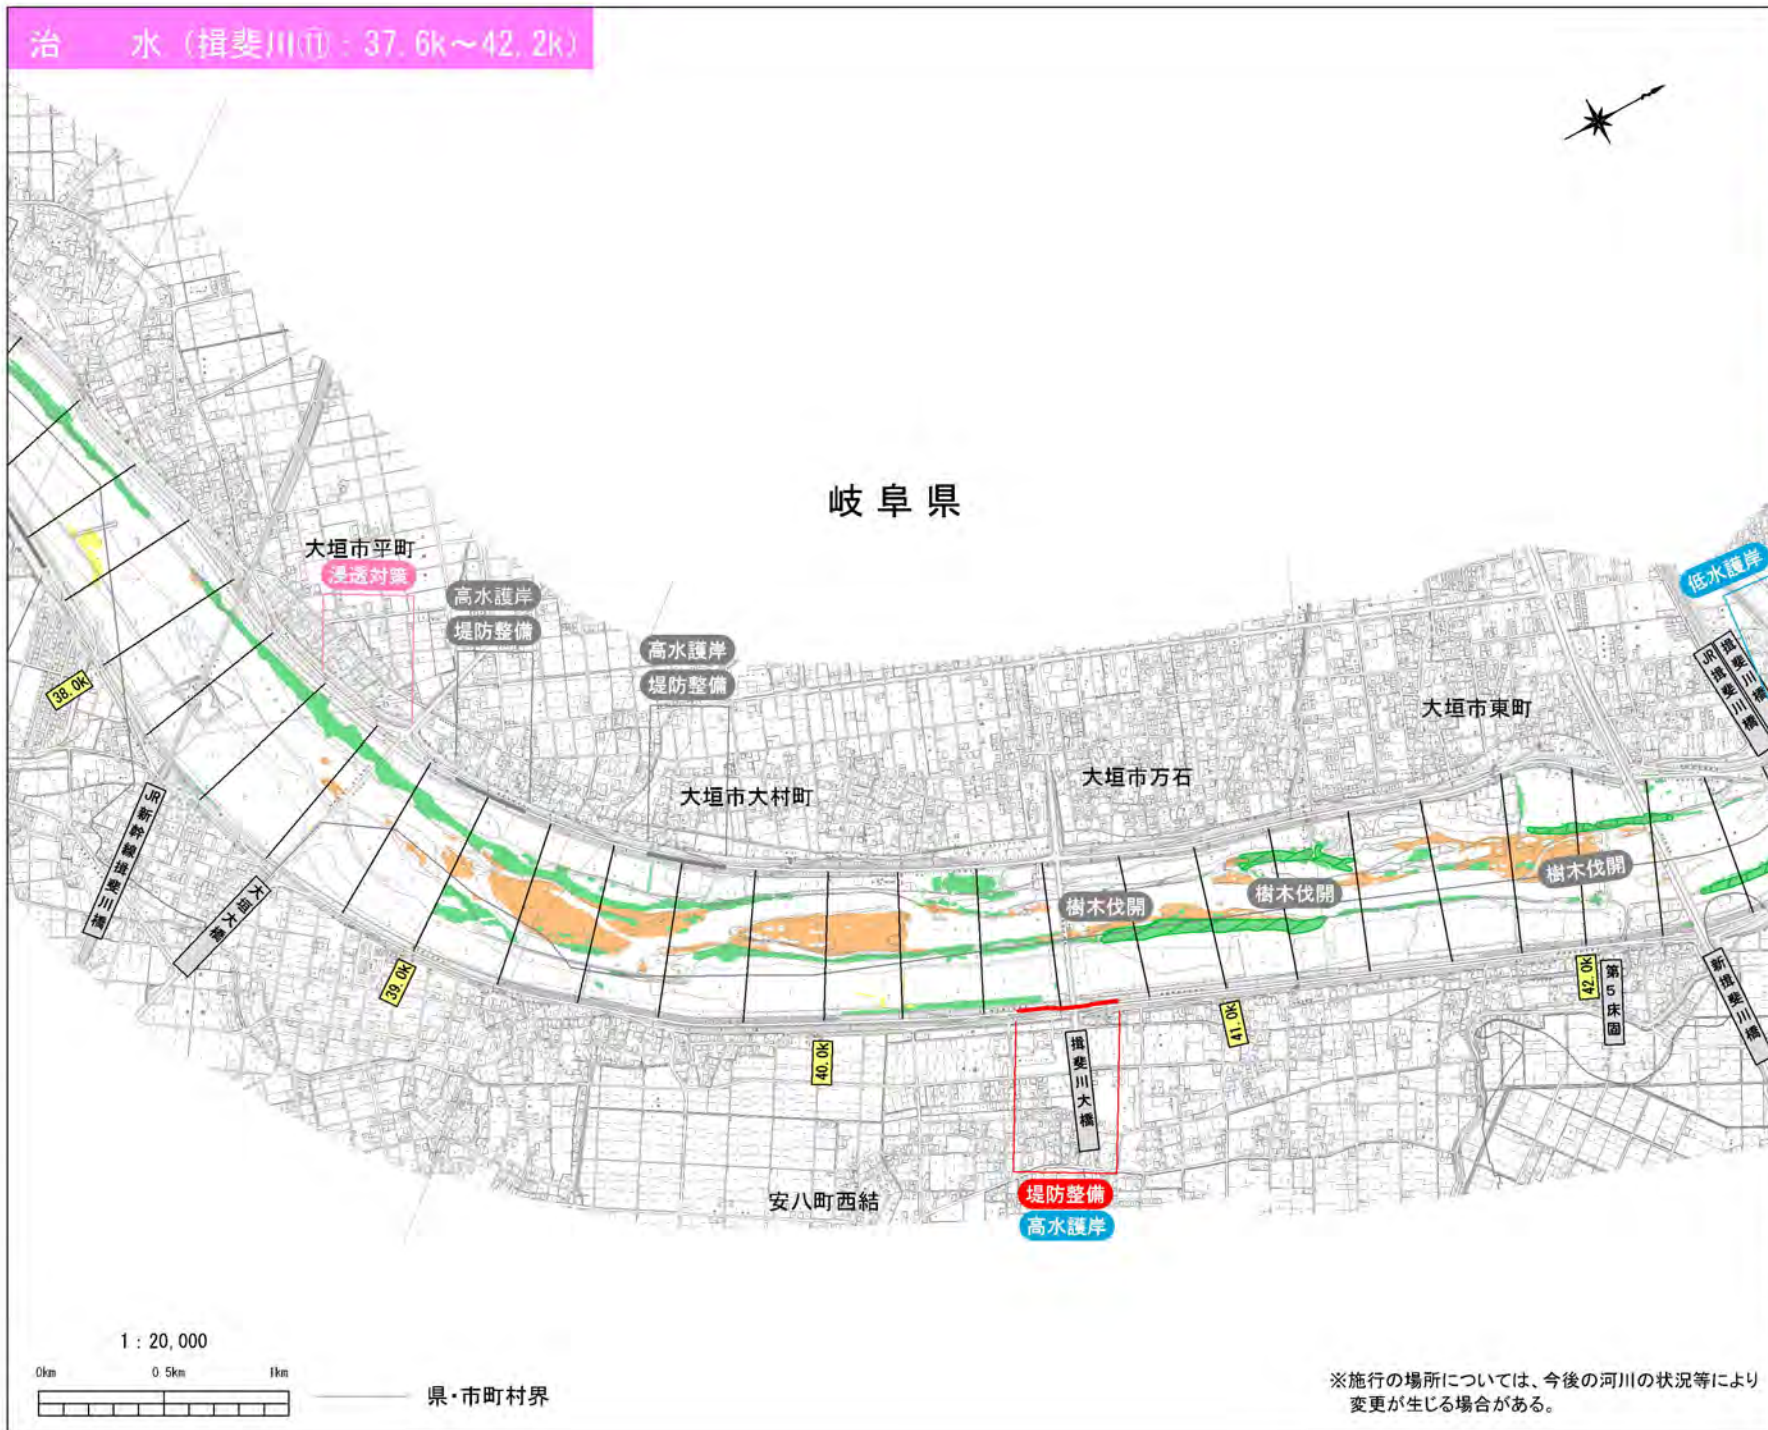 治　水（揖斐川⑪：37.6k～42.2k）
岐阜県
大垣市平町
浸透対策
高水護岸
堤防整備
高水護岸
堤防整備
低水護岸
揖斐川橋
JR揖斐川橋
大垣市東町
大垣市万石
大垣市大村町
38.0k
JR新幹線揖斐川橋
大垣大橋
39.0k
樹木伐開
樹木伐開
樹木伐開
40.0k
揖斐川大橋
41.0k
42.0k
第5床固
新揖斐川橋
安八町西結
堤防整備
高水護岸
1：20,000
0km 0.5km 1km
県・市町村界
※施行の場所については、今後の河川の状況等により
変更が生じる場合がある。